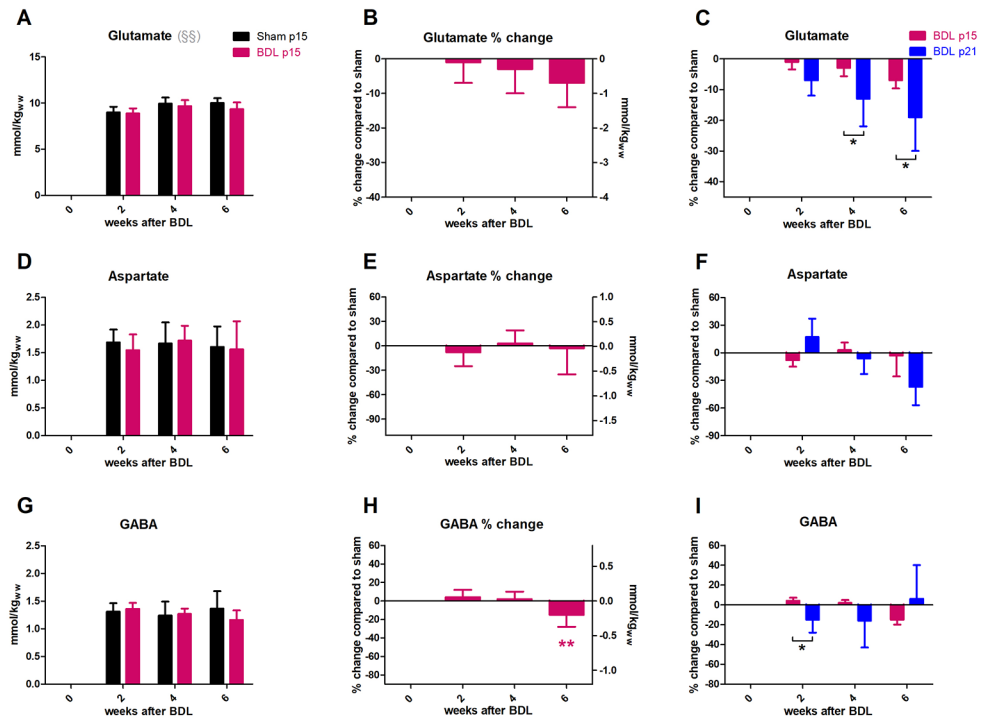 A
Glutamate (§§)
Sham p15
BDL p15
mmol/kgww
15
10
5
0
0 2 4 6
weeks after BDL
B
Glutamate % change
% change compared to sham
0
-10
-20
-30
-40
0
-1
-2
-3
-4
mmol/kgww
0 2 4 6
weeks after BDL
C
Glutamate
BDL p15
BDL p21
% change compared to sham
0
-10
-20
-30
-40
*
*
0 2 4 6
weeks after BDL
D
Aspartate
mmol/kgww
2.5
2.0
1.5
1.0
0.5
0.0
0 2 4 6
weeks after BDL
E
Aspartate % change
% change compared to sham
60
30
0
-30
-60
-90
1.0
0.5
0.0
-0.5
-1.0
-1.5
mmol/kgww
0 2 4 6
weeks after BDL
F
Aspartate
% change compared to sham
60
30
0
-30
-60
-90
0 2 4 6
weeks after BDL
G
GABA
mmol/kgww
2.5
2.0
1.5
1.0
0.5
0.0
0 2 4 6
weeks after BDL
H
GABA % change
% change compared to sham
60
40
20
0
-20
-40
-60
-80
0.5
0.0
-0.5
-1.0
mmol/kgww
**
0 2 4 6
weeks after BDL
I
GABA
% change compared to sham
60
40
20
0
-20
-40
-60
-80
*
0 2 4 6
weeks after BDL